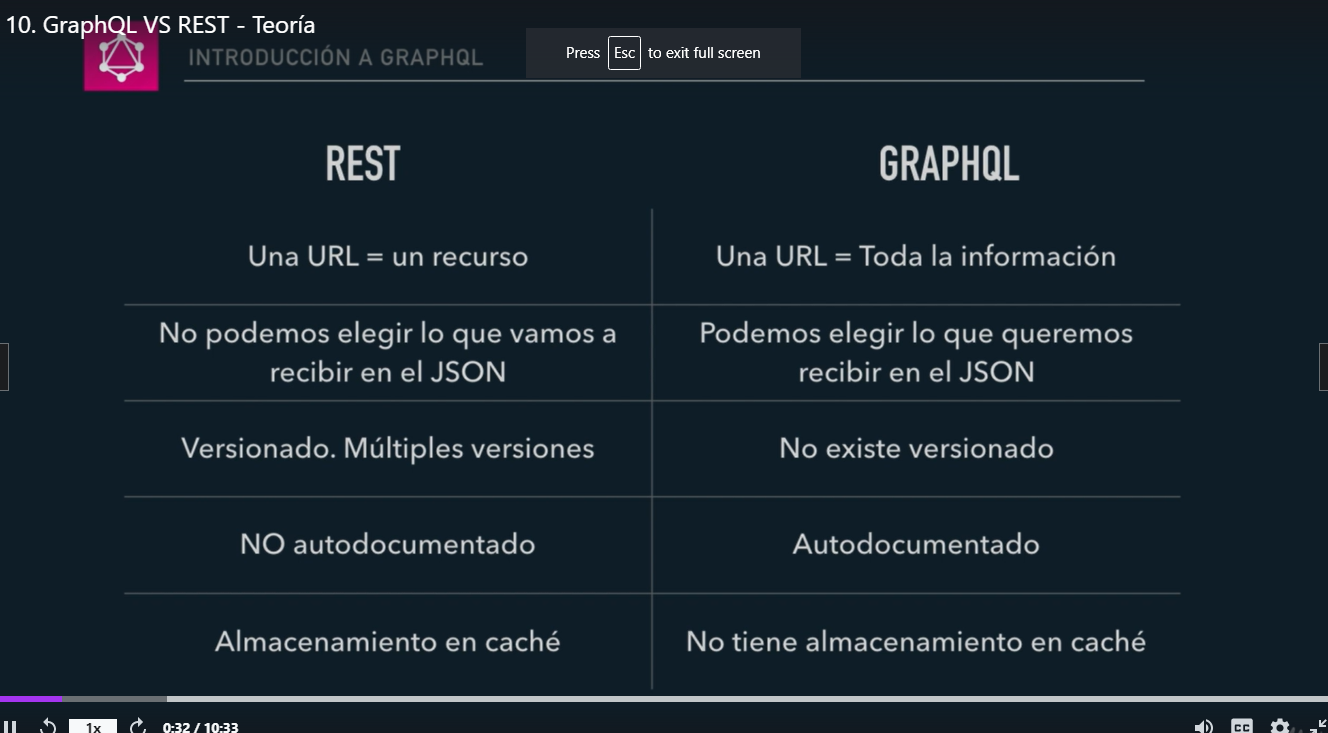 10. GraphQL VS REST - Teoría
INTRODUCCIÓN A GRAPHQL
Press Esc to exit full screen
REST
GRAPHQL
Una URL = un recurso
Una URL = Toda la información
No podemos elegir lo que vamos a
recibir en el JSON
Podemos elegir lo que queremos
recibir en el JSON
Versionado. Múltiples versiones
No existe versionado
NO autodocumentado
Autodocumentado
Almacenamiento en caché
No tiene almacenamiento en caché
1x
0:32 / 10:33
CC